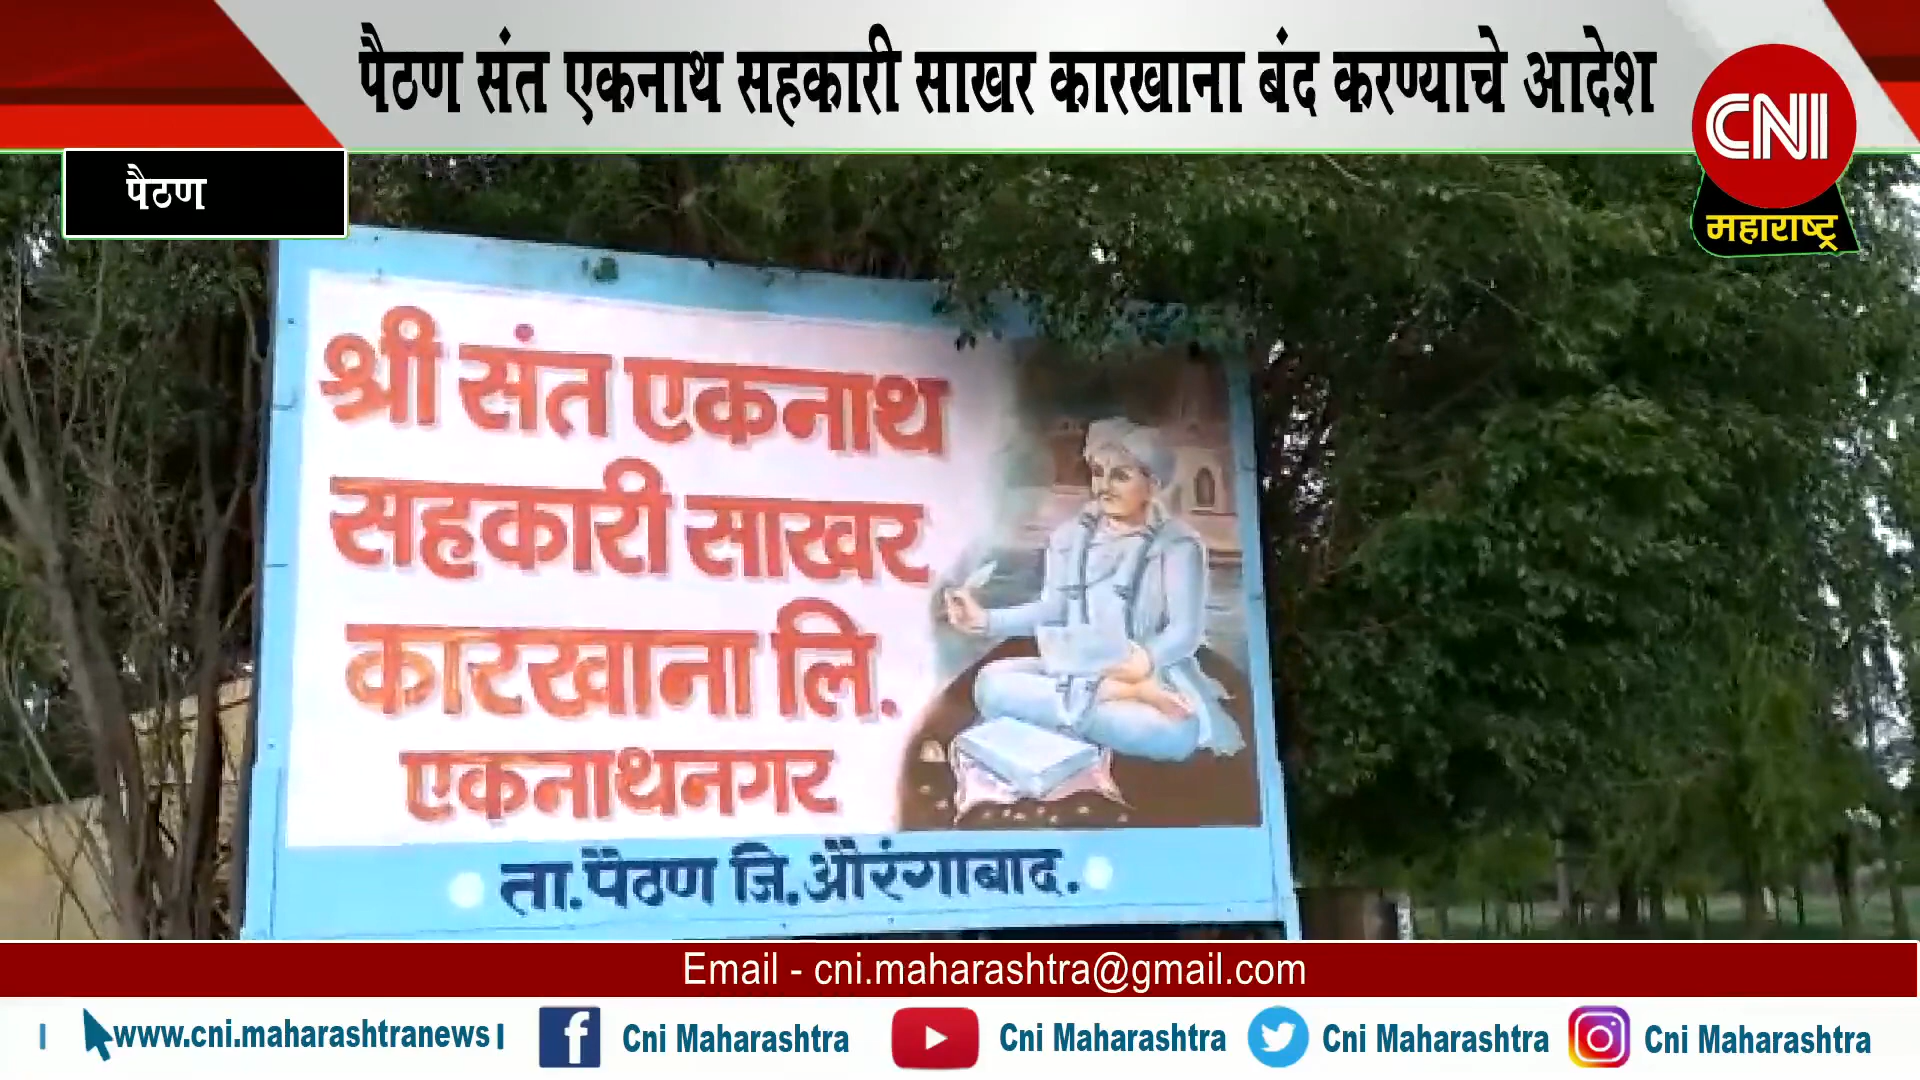 पैठण संत एकनाथ सहकारी साखर कारखाना बंद करण्याचे आदेश
CNI
महाराष्ट्र
पैठण
श्री संत एकनाथ
सहकारी साखर
कारखाना लि.
एकनाथनगर
ता.पैठण जि.औरंगाबाद.
Email - cni.maharashtra@gmail.com
www.cni.maharashtranews
Cni Maharashtra
Cni Maharashtra
Cni Maharashtra
Cni Maharashtra